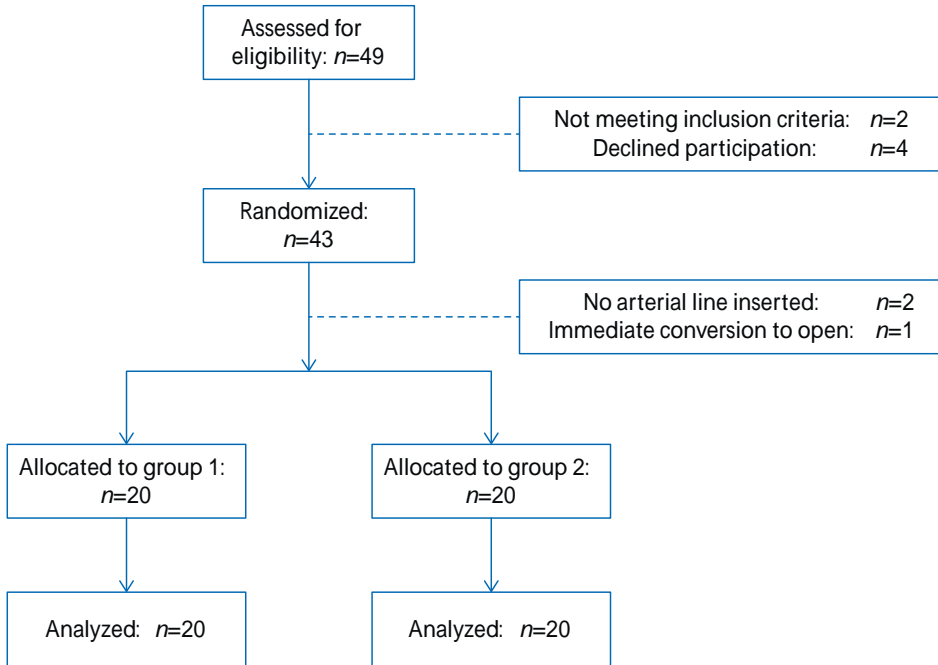 Assessed for
eligibility: n=49
Not meeting inclusion criteria: n=2
Declined participation: n=4
Randomized:
n=43
No arterial line inserted: n=2
Immediate conversion to open: n=1
Allocated to group 1:
n=20
Allocated to group 2:
n=20
Analyzed: n=20
Analyzed: n=20